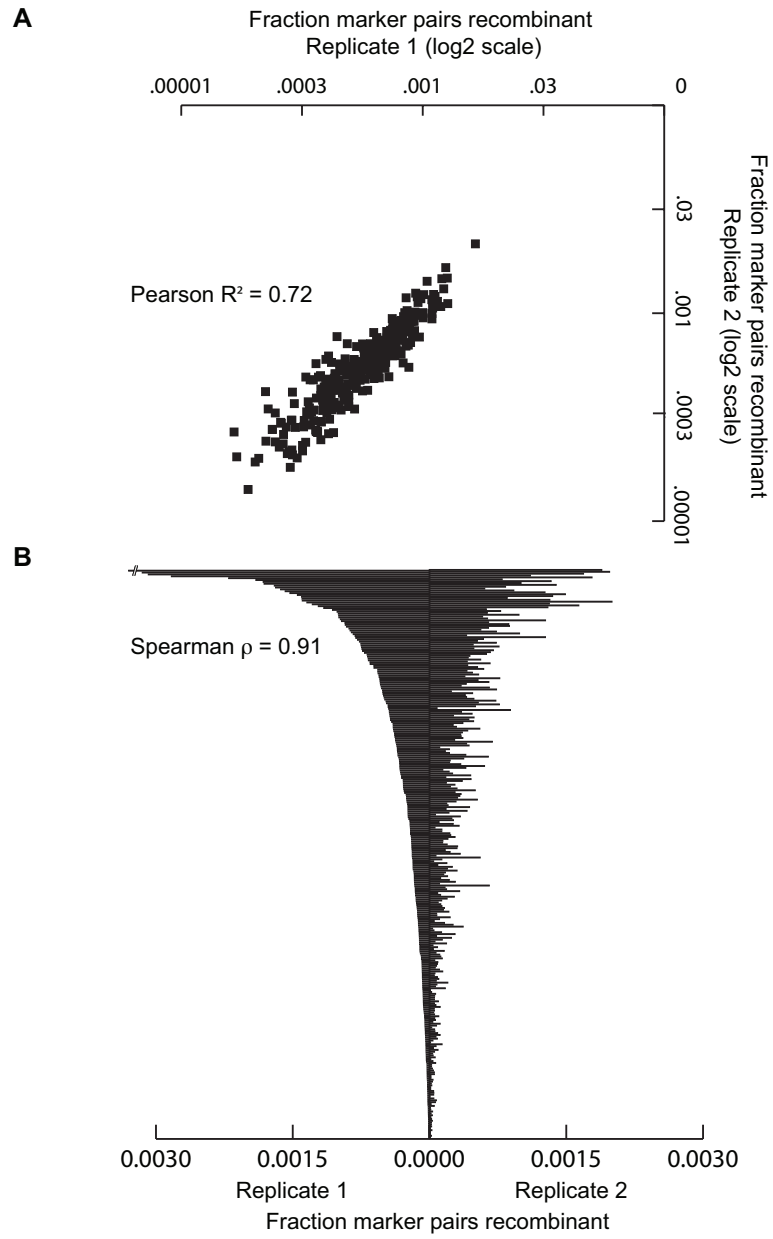 A
Fraction marker pairs recombinant
Replicate 1 (log2 scale)
.00001 .0003 .001 .03 0
.03
.001
.0003
.00001
Fraction marker pairs recombinant
Replicate 2 (log2 scale)
Pearson R² = 0.72
B
Spearman ρ = 0.91
0.0030 0.0015 0.0000 0.0015 0.0030
Replicate 1 Replicate 2
Fraction marker pairs recombinant